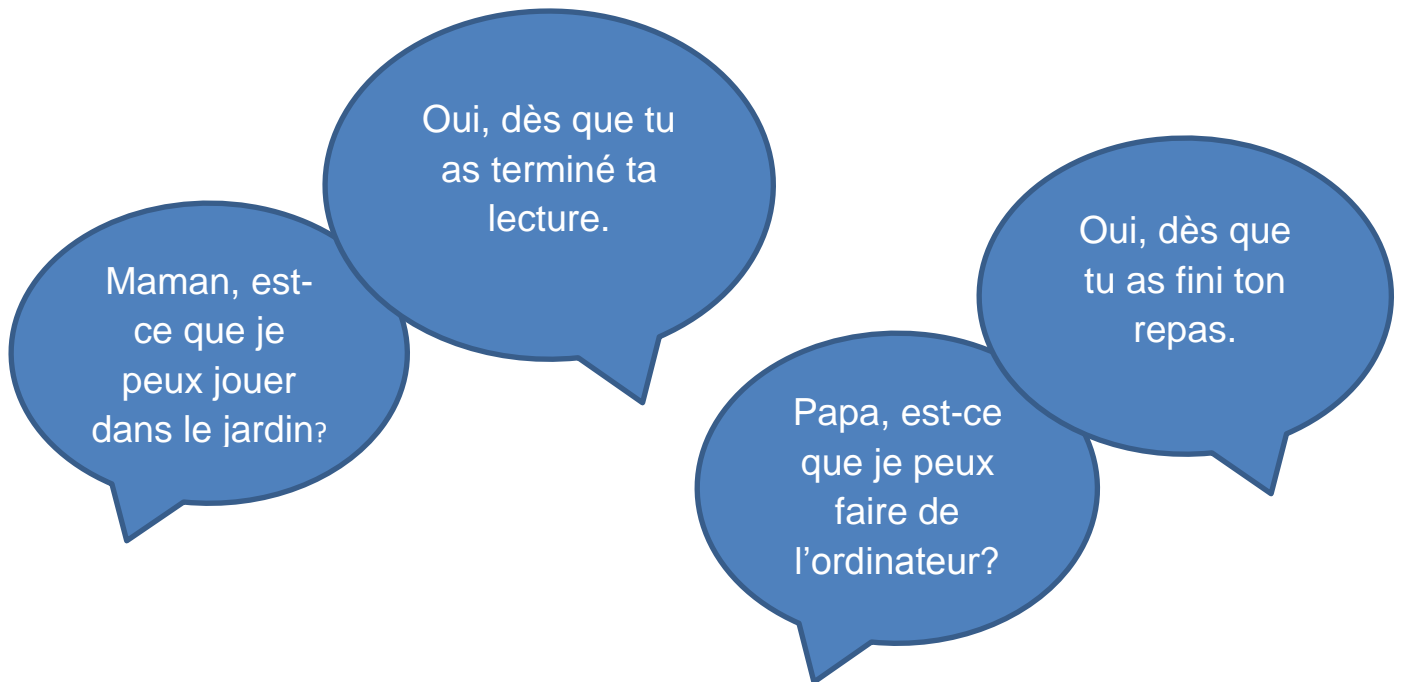 Maman, est-
ce que je
peux jouer
dans le jardin?
Oui, dès que tu
as terminé ta
lecture.
Papa, est-ce
que je peux
faire de
l’ordinateur?
Oui, dès que
tu as fini ton
repas.